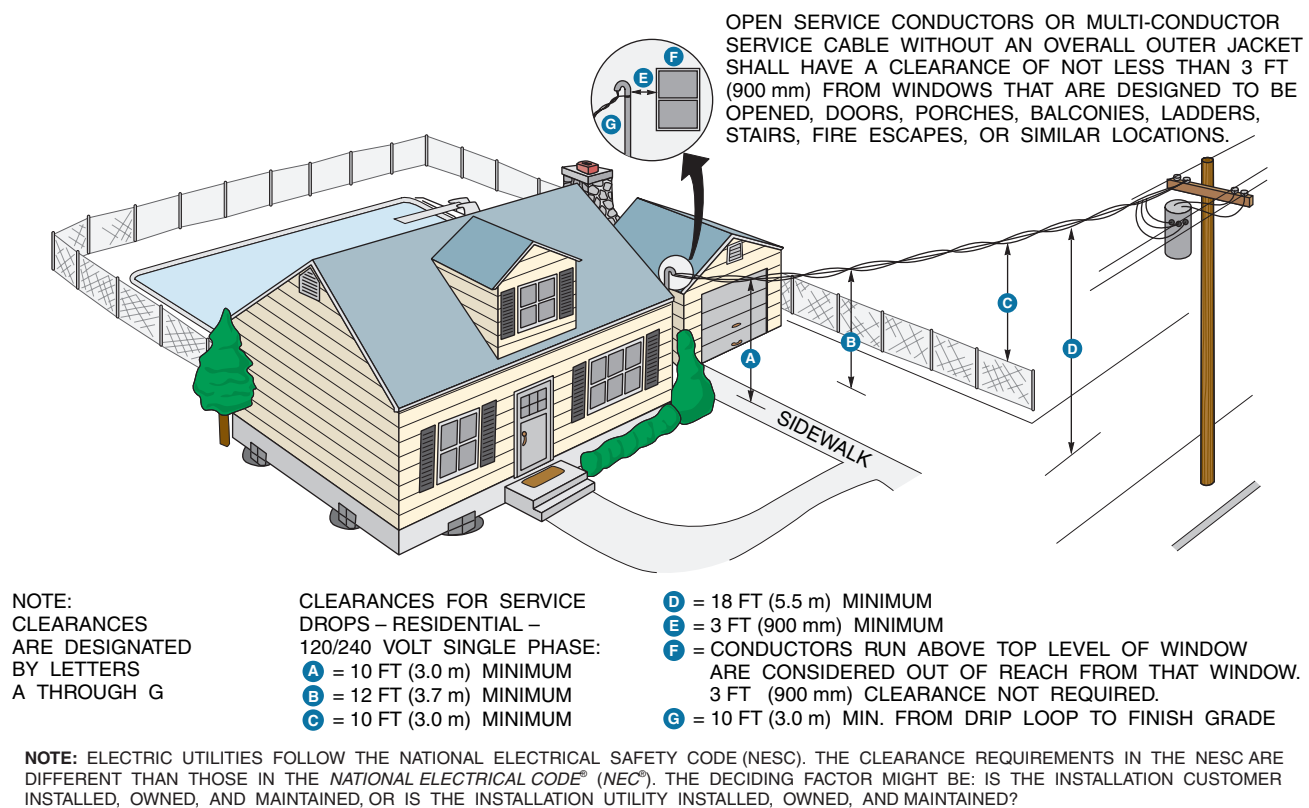 OPEN SERVICE CONDUCTORS OR MULTI-CONDUCTOR
SERVICE CABLE WITHOUT AN OVERALL OUTER JACKET
SHALL HAVE A CLEARANCE OF NOT LESS THAN 3 FT
(900 mm) FROM WINDOWS THAT ARE DESIGNED TO BE
OPENED, DOORS, PORCHES, BALCONIES, LADDERS,
STAIRS, FIRE ESCAPES, OR SIMILAR LOCATIONS.
F
E
G
C
D
B
A
SIDEWALK
NOTE:
CLEARANCES
ARE DESIGNATED
BY LETTERS
A THROUGH G
CLEARANCES FOR SERVICE
DROPS – RESIDENTIAL –
120/240 VOLT SINGLE PHASE:
A = 10 FT (3.0 m) MINIMUM
B = 12 FT (3.7 m) MINIMUM
C = 10 FT (3.0 m) MINIMUM
D = 18 FT (5.5 m) MINIMUM
E = 3 FT (900 mm) MINIMUM
F = CONDUCTORS RUN ABOVE TOP LEVEL OF WINDOW
ARE CONSIDERED OUT OF REACH FROM THAT WINDOW.
3 FT (900 mm) CLEARANCE NOT REQUIRED.
G = 10 FT (3.0 m) MIN. FROM DRIP LOOP TO FINISH GRADE
NOTE: ELECTRIC UTILITIES FOLLOW THE NATIONAL ELECTRICAL SAFETY CODE (NESC). THE CLEARANCE REQUIREMENTS IN THE NESC ARE
DIFFERENT THAN THOSE IN THE NATIONAL ELECTRICAL CODE® (NEC®). THE DECIDING FACTOR MIGHT BE: IS THE INSTALLATION CUSTOMER
INSTALLED, OWNED, AND MAINTAINED, OR IS THE INSTALLATION UTILITY INSTALLED, OWNED, AND MAINTAINED?